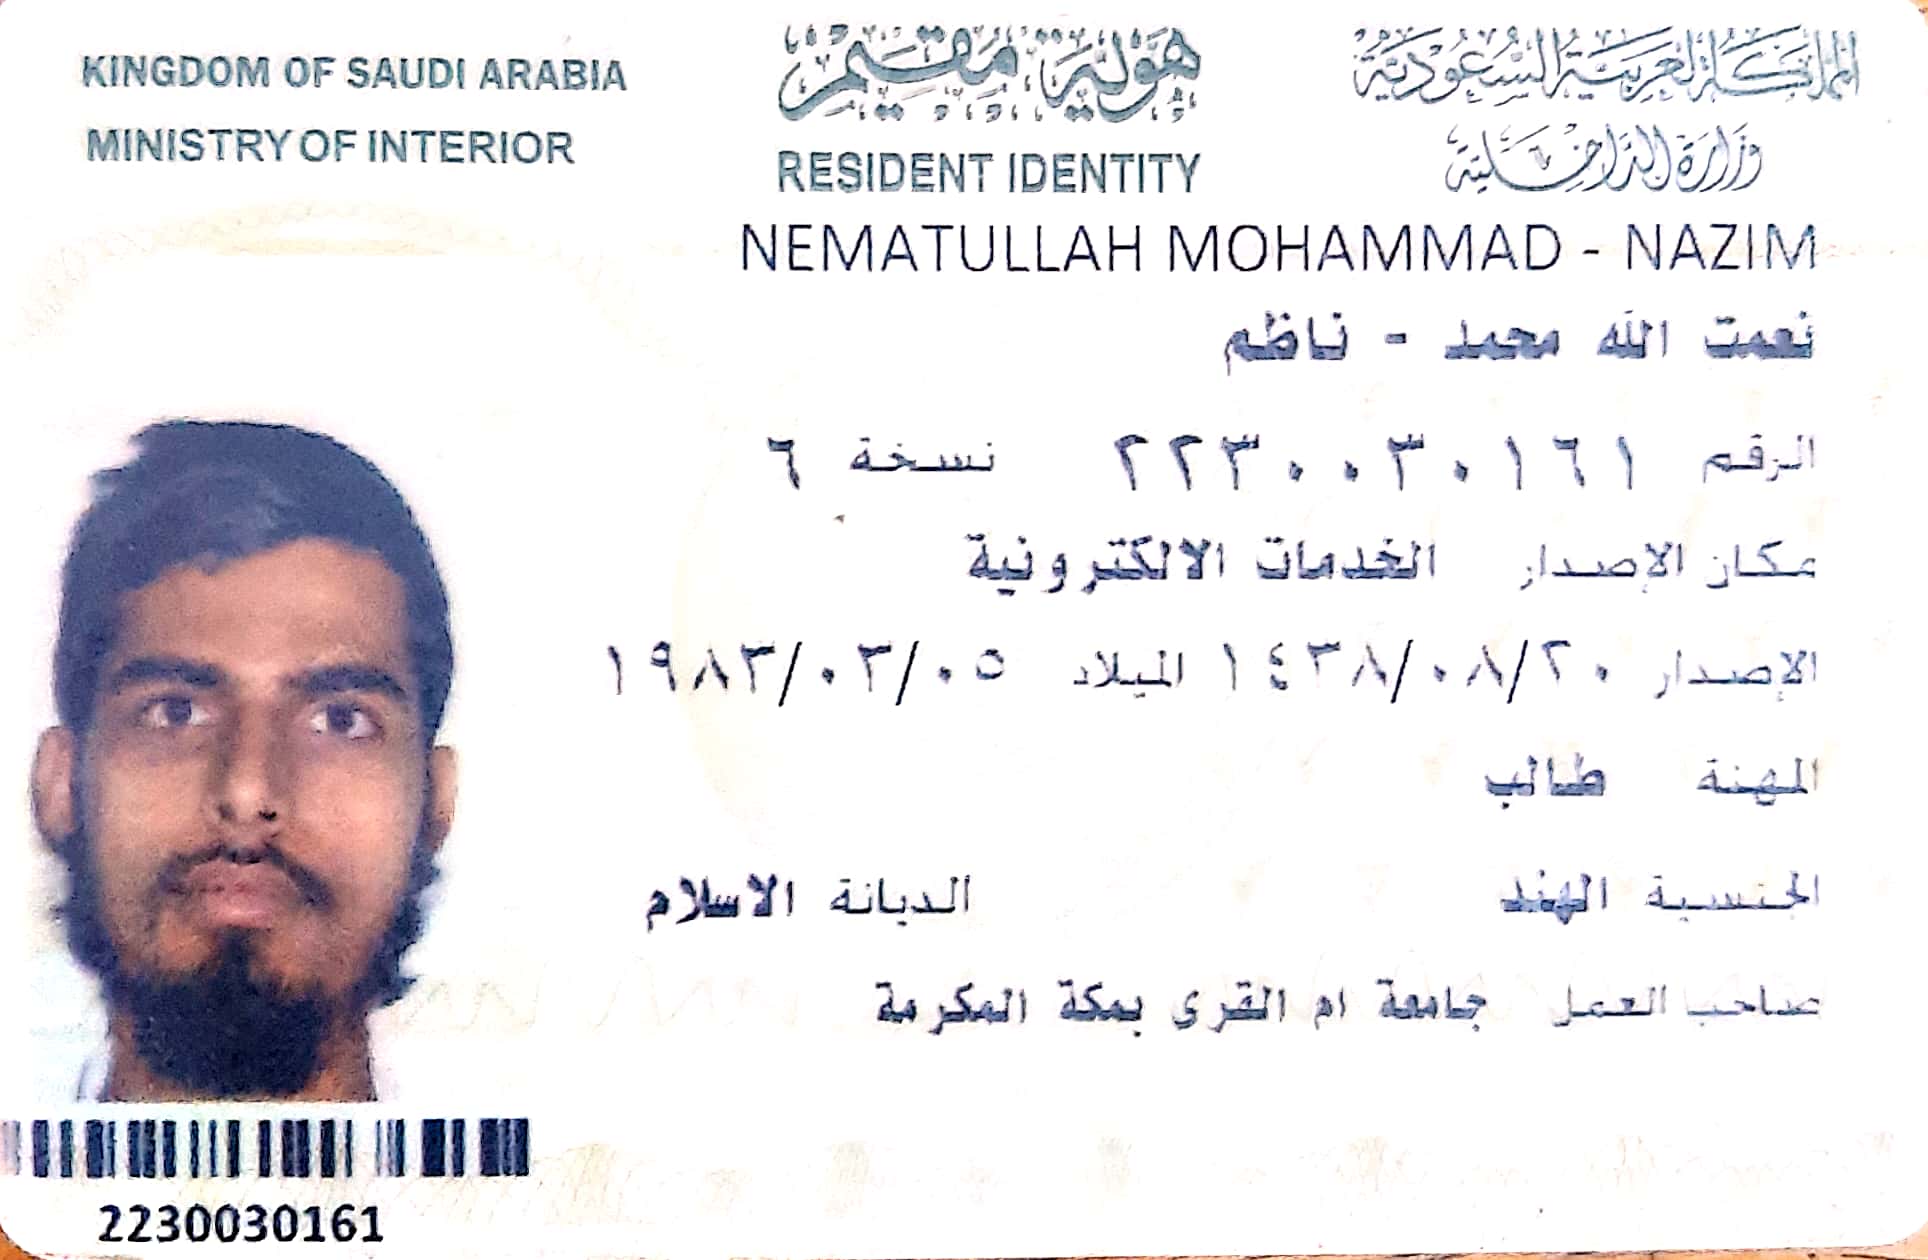 KINGDOM OF SAUDI ARABIA
MINISTRY OF INTERIOR
هوية مقيم
RESIDENT IDENTITY
المملكة العربية السعودية
وزارة الداخلية
NEMATULLAH MOHAMMAD - NAZIM
نعمت الله محمد - ناظم
الرقم ٢٢٣٠٠٣٠١٦١ نسخة ٦
مكان الإصدار الخدمات الالكترونية
الإصدار ١٤٣٨/٠٨/٢٠ الميلاد ١٩٨٣/٠٣/٠٥
المهنة طالب
الجنسية الهند الديانة الاسلام
صاحب العمل جامعة ام القرى بمكة المكرمة
2230030161